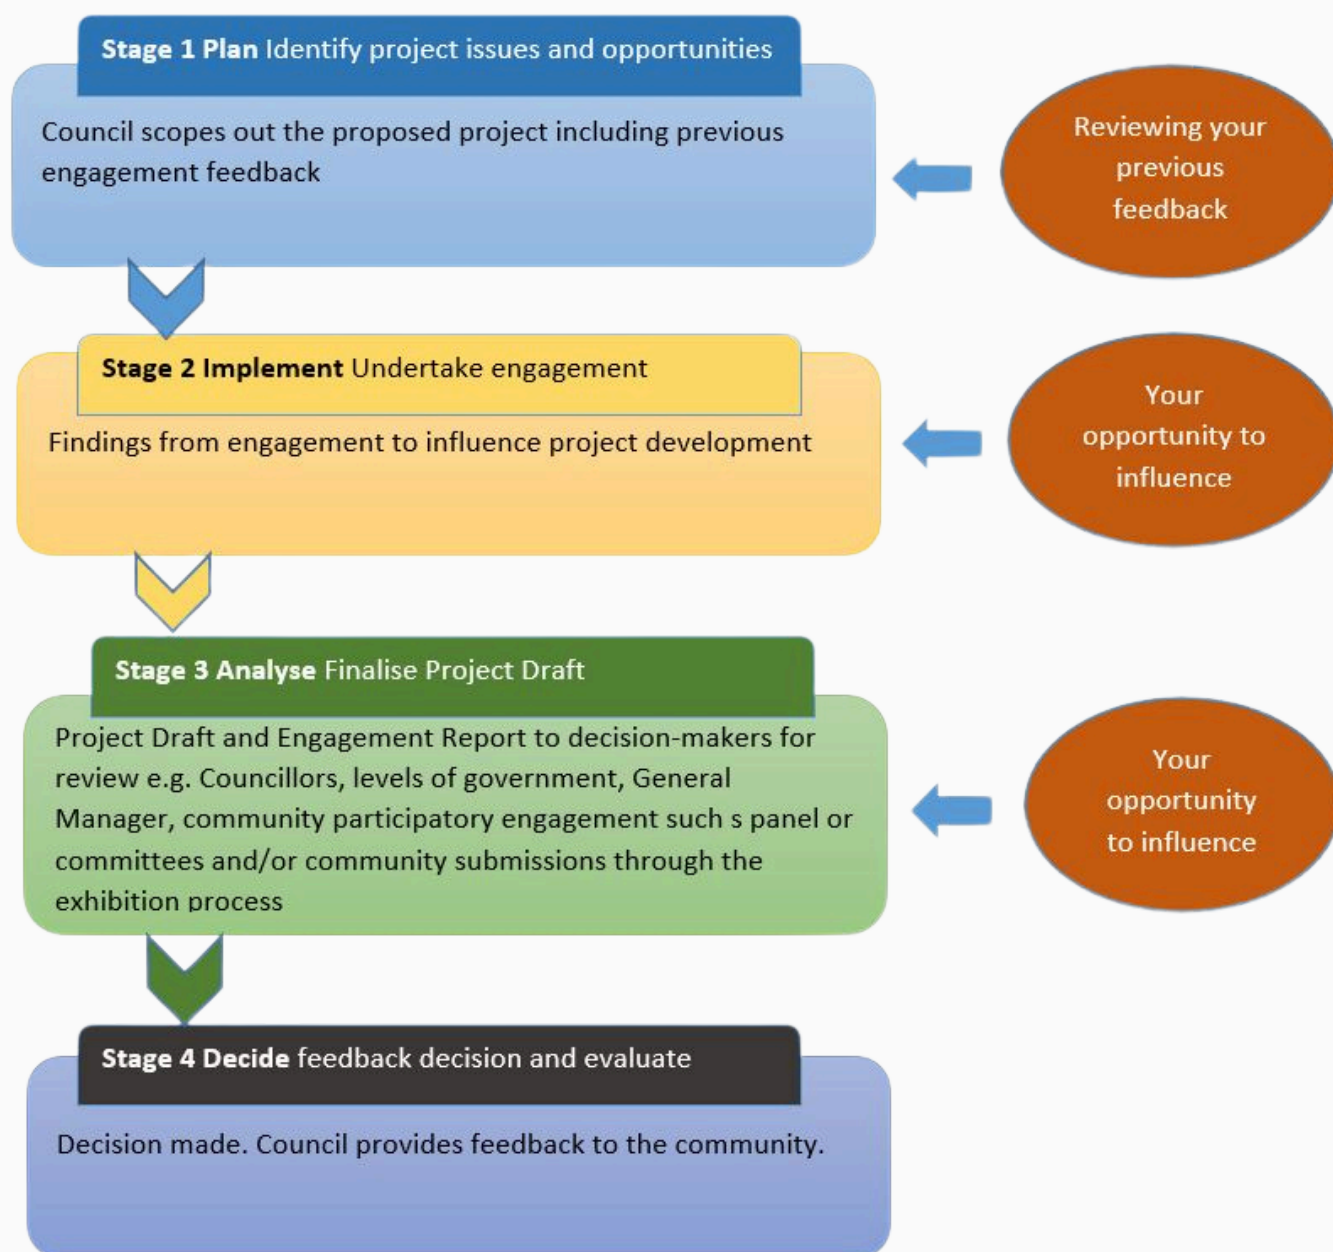 Stage 1 Plan Identify project issues and opportunities
Council scopes out the proposed project including previous
engagement feedback
Reviewing your
previous
feedback
Stage 2 Implement Undertake engagement
Findings from engagement to influence project development
Your
opportunity to
influence
Stage 3 Analyse Finalise Project Draft
Project Draft and Engagement Report to decision-makers for
review e.g. Councillors, levels of government, General
Manager, community participatory engagement such s panel or
committees and/or community submissions through the
exhibition process
Your
opportunity
to influence
Stage 4 Decide feedback decision and evaluate
Decision made. Council provides feedback to the community.